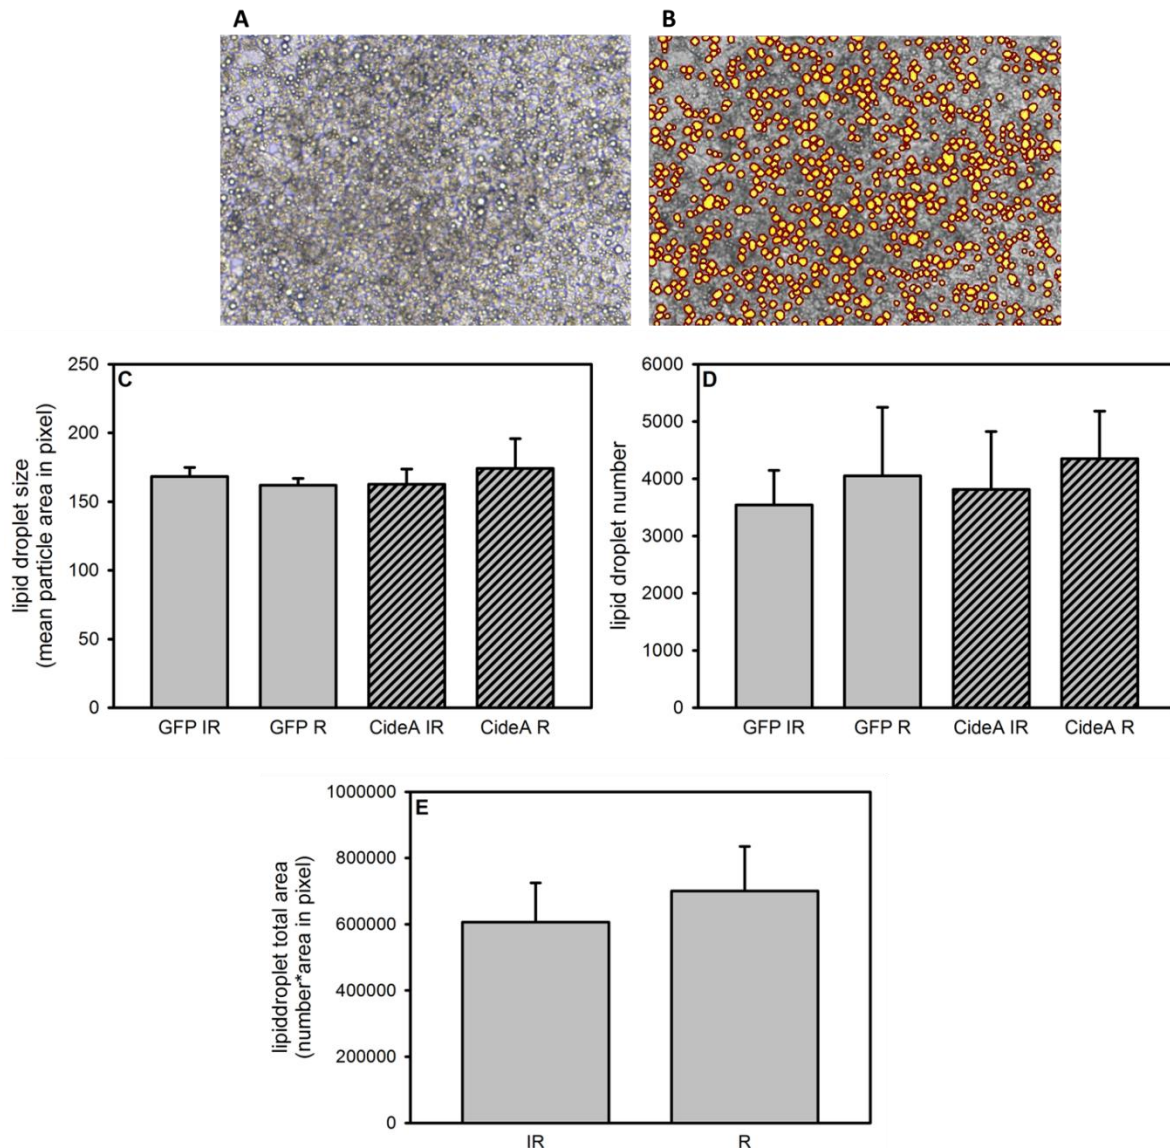 A
B
C
250
200
150
100
50
0
lipid droplet size
(mean particle area in pixel)
GFP IR
GFP R
CideA IR
CideA R
D
6000
5000
4000
3000
2000
1000
0
lipid droplet number
GFP IR
GFP R
CideA IR
CideA R
E
1000000
800000
600000
400000
200000
0
lipiddroplet total area
(number*area in pixel)
IR
R